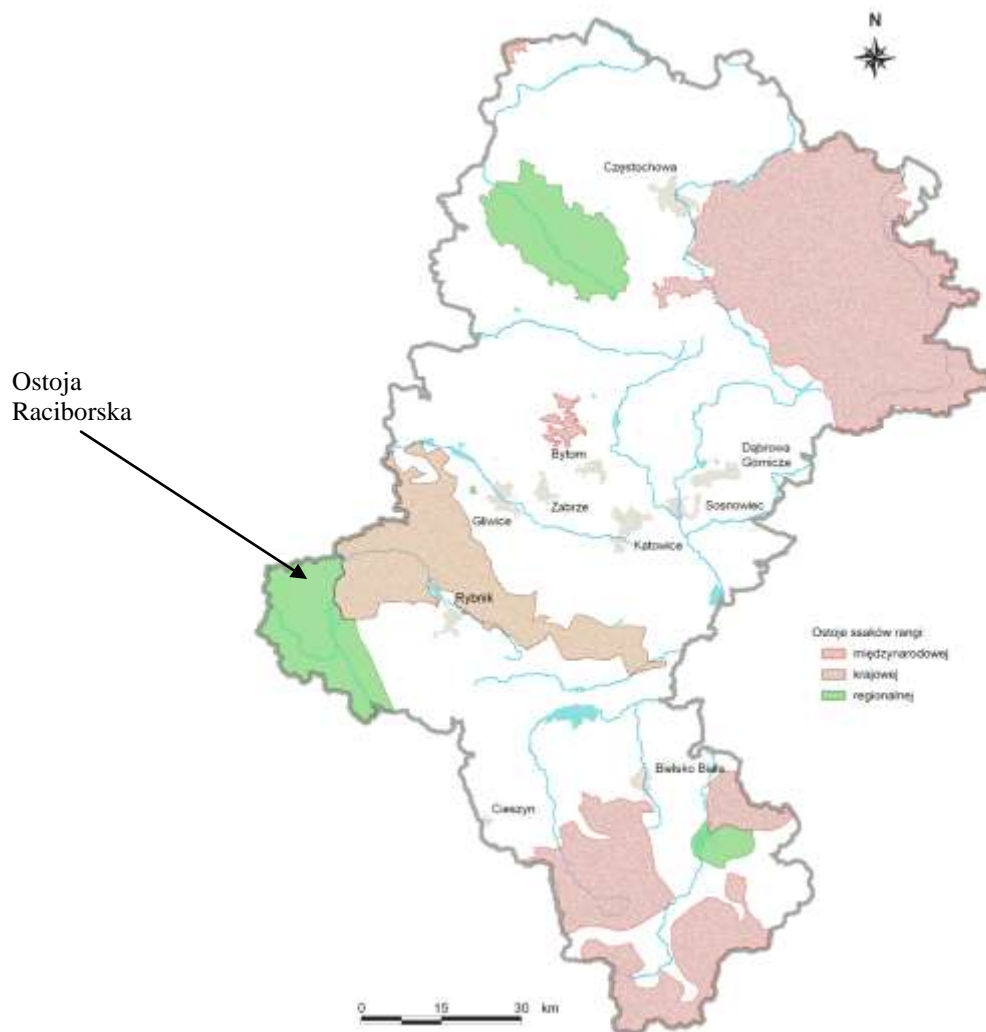 N
Częstochowa
Ostoja
Raciborska
Bytom
Dąbrowa
Górnicza
Zabrze
Sosnowiec
Gliwice
Katowice
Rybnik
Ostoje ssaków rangi:
międzynarodowej
krajowej
regionalnej
Bielsko Biała
Cieszyn
0 15 30 km